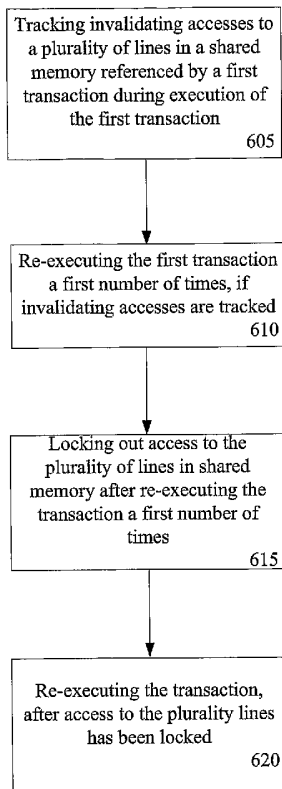 Tracking invalidating accesses to
a plurality of lines in a shared
memory referenced by a first
transaction during execution of
the first transaction
605
Re-executing the first transaction
a first number of times, if
invalidating accesses are tracked
610
Locking out access to the
plurality of lines in shared
memory after re-executing the
transaction a first number of
times
615
Re-executing the transaction,
after access to the plurality lines
has been locked
620